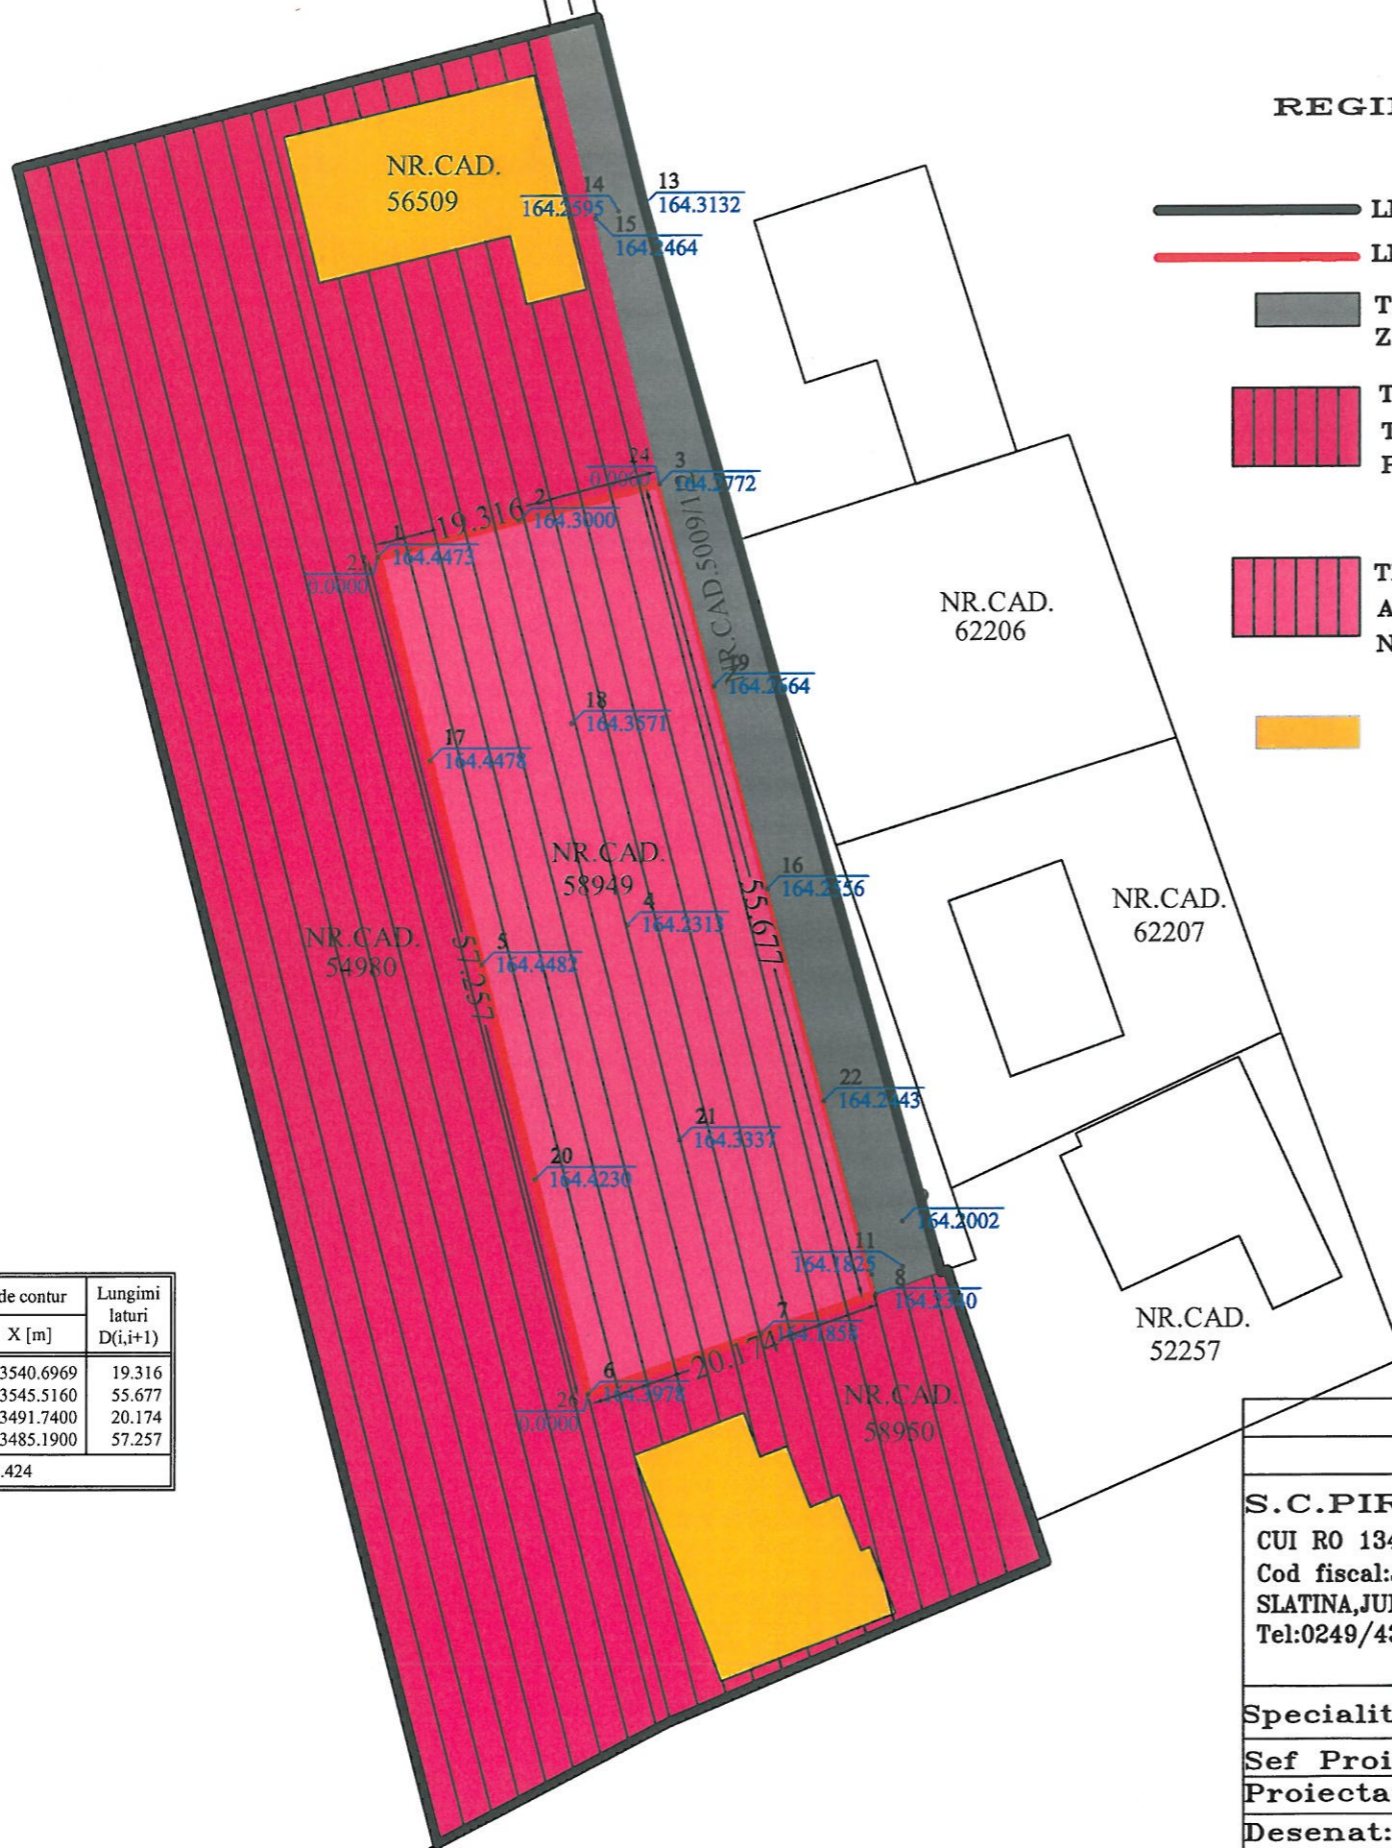 REGI
NR.CAD.
56509
14
164.2595
13
164.3132
15
164.2464
24
0.0000
3
164.2772
2
164.3000
19.316
1
164.4473
0.0000
NR.CAD.5009/1
19
164.2664
18
164.3571
17
164.4478
NR.CAD.
62206
NR.CAD.
58949
16
164.2556
55.677
4
164.2313
NR.CAD.
54980
5
164.4482
57.257
NR.CAD.
62207
22
164.2443
21
164.3337
20
164.4230
164.2002
11
164.1825
8
164.2340
7
164.1858
20.174
6
164.3978
26
0.0000
NR.CAD.
58950
NR.CAD.
52257
T
Z
T
T
A
N
de contur
Lungimi
laturi
D(i,i+1)
X [m]
3540.6969 19.316
3545.5160 55.677
3491.7400 20.174
3485.1900 57.257
.424
S.C.PI
CUI RO 134
Cod fiscal:
SLATINA,JU
Tel:0249/4
Specialit
Sef Proi
Proiecta
Desenat: